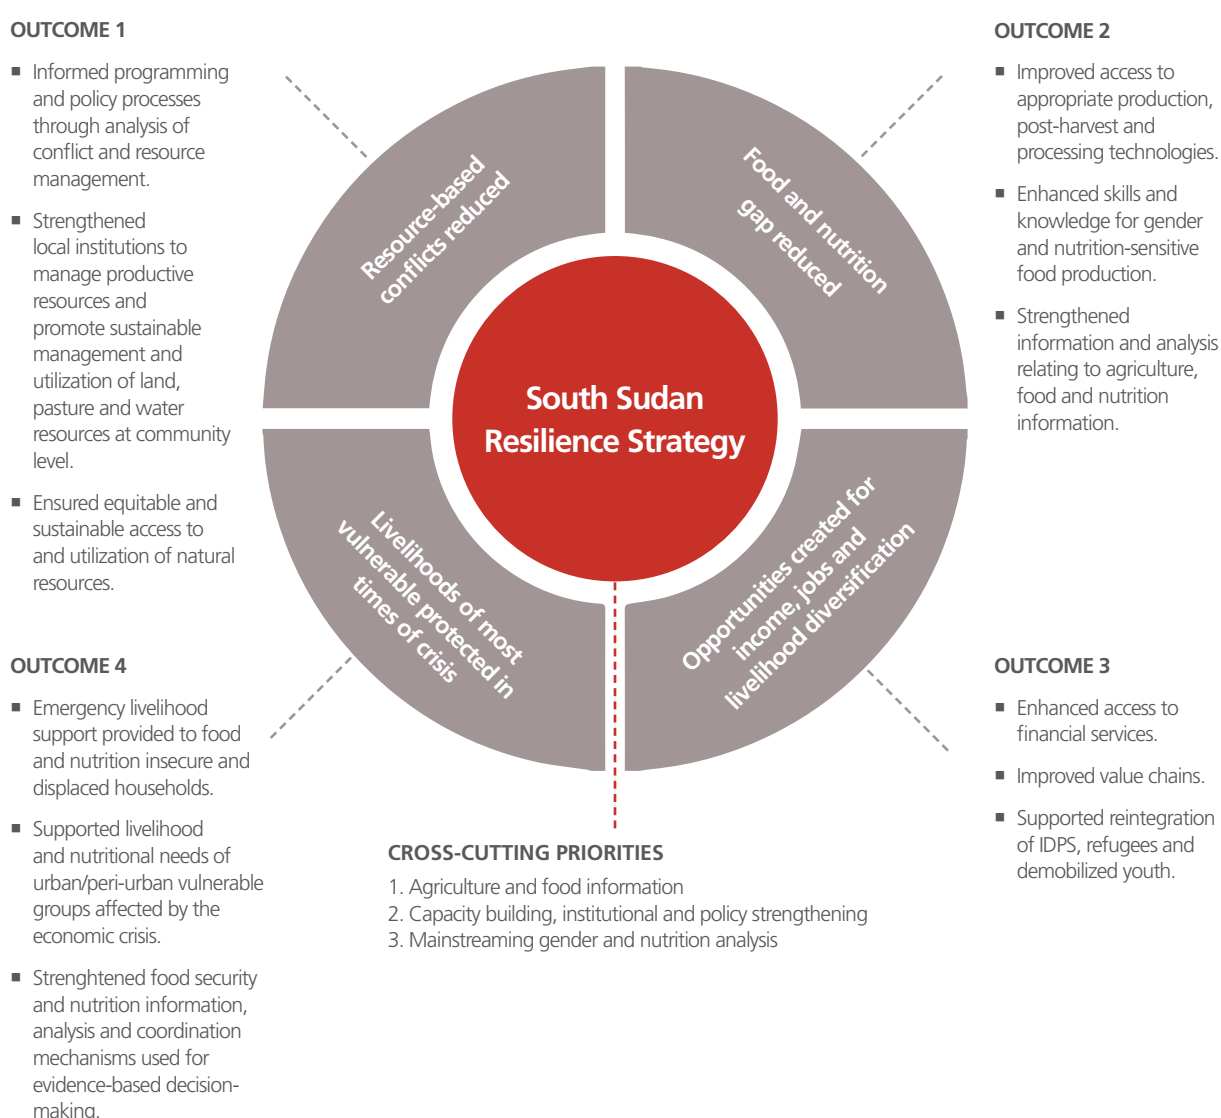 OUTCOME 1
▪ Informed programming
and policy processes
through analysis of
conflict and resource
management.
▪ Strengthened
local institutions to
manage productive
resources and
promote sustainable
management and
utilization of land,
pasture and water
resources at community
level.
▪ Ensured equitable and
sustainable access to
and utilization of natural
resources.
Resource-based
conflicts reduced
Food and nutrition
gap reduced
South Sudan
Resilience Strategy
Livelihoods of most
vulnerable protected in
times of crisis
Opportunities created for
income, jobs and
livelihood diversification
OUTCOME 2
▪ Improved access to
appropriate production,
post-harvest and
processing technologies.
▪ Enhanced skills and
knowledge for gender
and nutrition-sensitive
food production.
▪ Strengthened
information and analysis
relating to agriculture,
food and nutrition
information.
OUTCOME 4
▪ Emergency livelihood
support provided to food
and nutrition insecure and
displaced households.
▪ Supported livelihood
and nutritional needs of
urban/peri-urban vulnerable
groups affected by the
economic crisis.
▪ Strenghtened food security
and nutrition information,
analysis and coordination
mechanisms used for
evidence-based decision-
making.
CROSS-CUTTING PRIORITIES
1. Agriculture and food information
2. Capacity building, institutional and policy strengthening
3. Mainstreaming gender and nutrition analysis
OUTCOME 3
▪ Enhanced access to
financial services.
▪ Improved value chains.
▪ Supported reintegration
of IDPS, refugees and
demobilized youth.